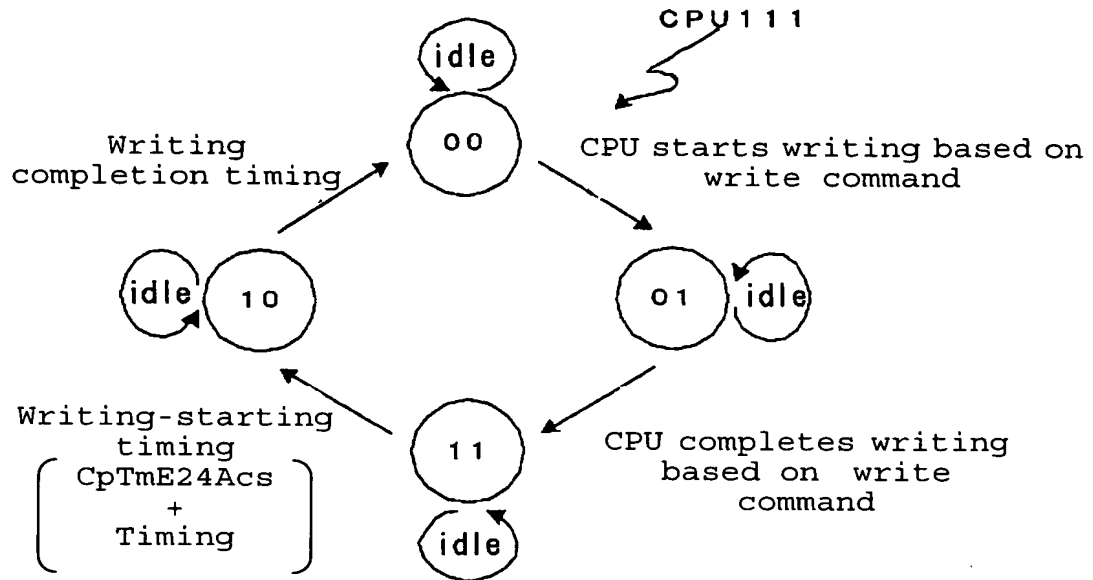 CPU111
idle
00
Writing
completion timing
CPU starts writing based on
write command
idle
10
01
idle
Writing-starting
timing
CpTmE24Acs
+
Timing
11
CPU completes writing
based on write
command
idle